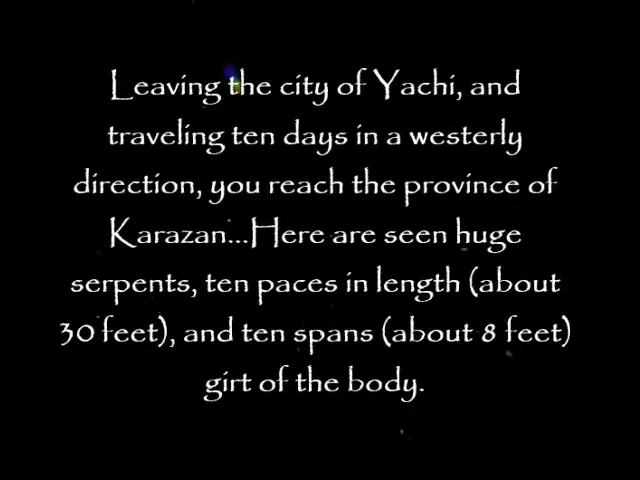 Leaving the city of Yachi, and
traveling ten days in a westerly
direction, you reach the province of
Karazan...Here are seen huge
serpents, ten paces in length (about
30 feet), and ten spans (about 8 feet)
girt of the body.